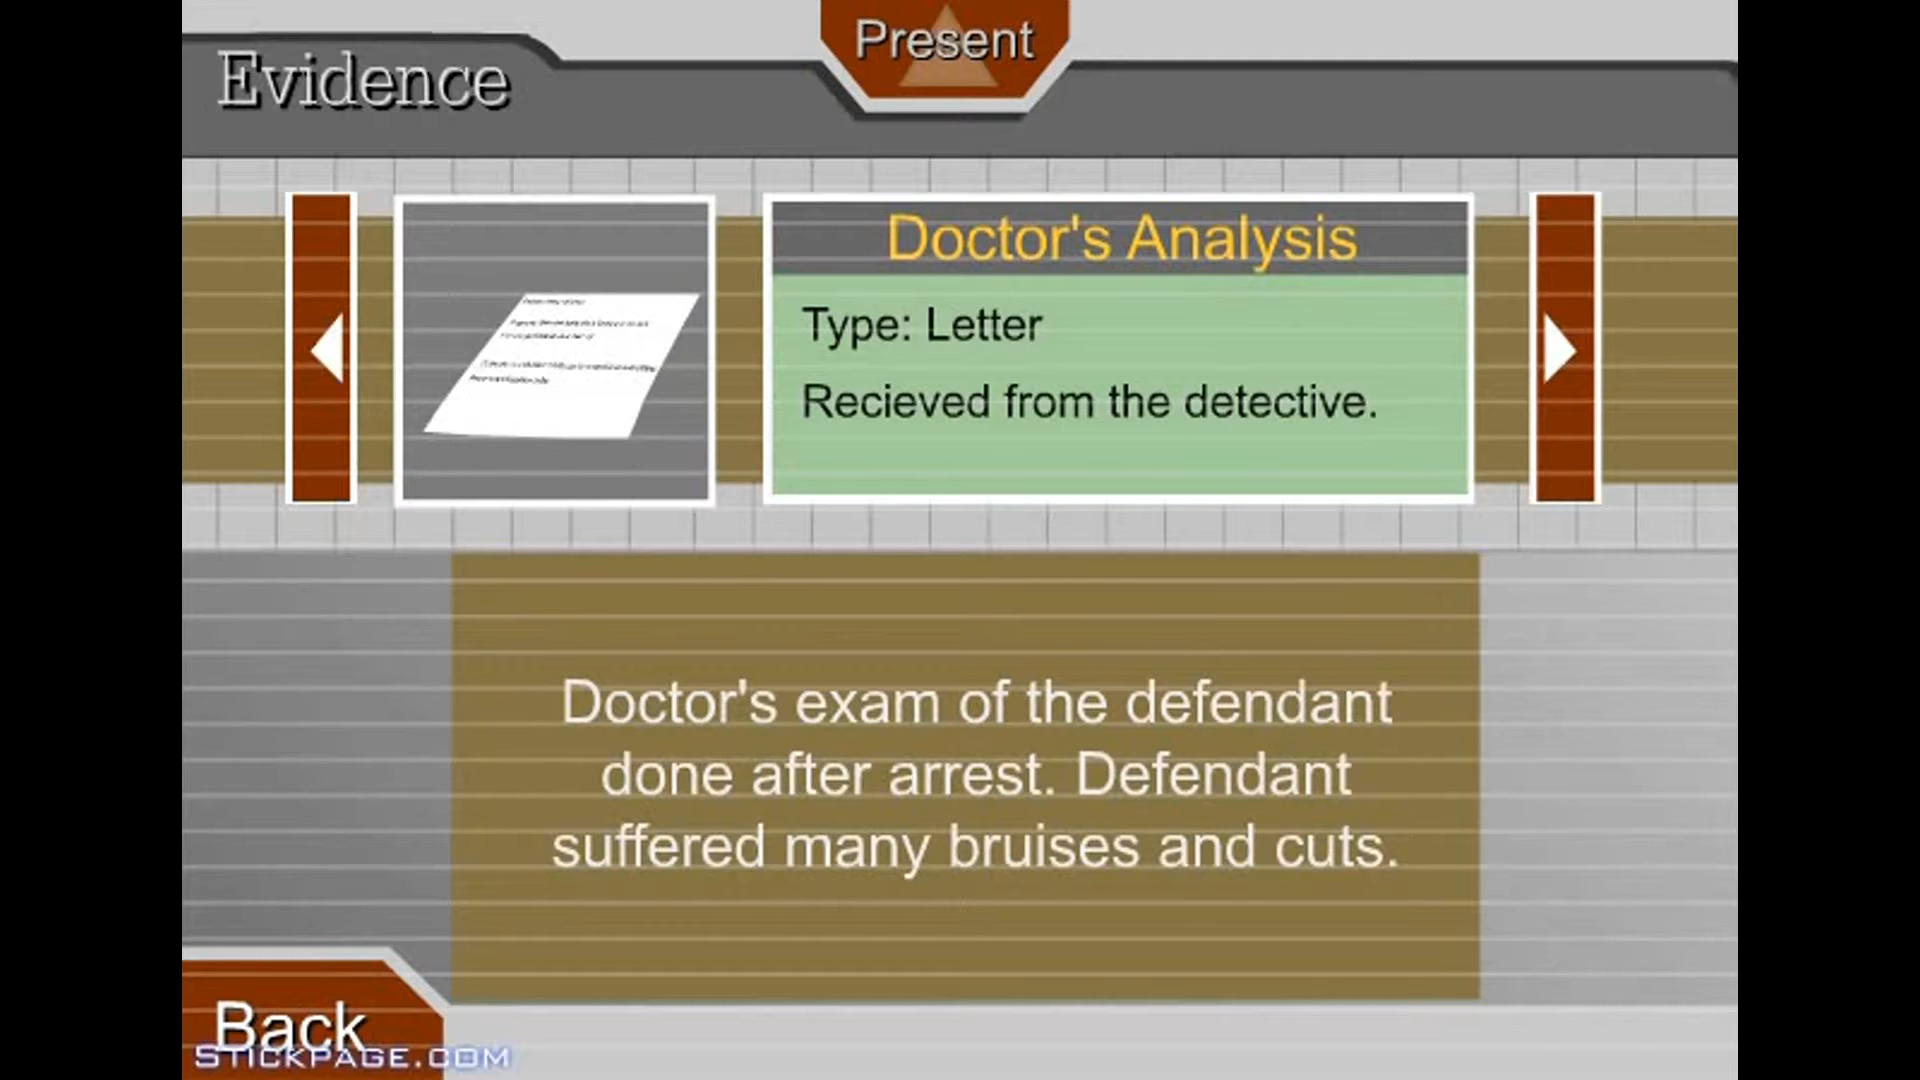 Present
Evidence
Doctor's Analysis
Type: Letter
Recieved from the detective.
Doctor's exam of the defendant
done after arrest. Defendant
suffered many bruises and cuts.
Back
STICKPAGE.COM